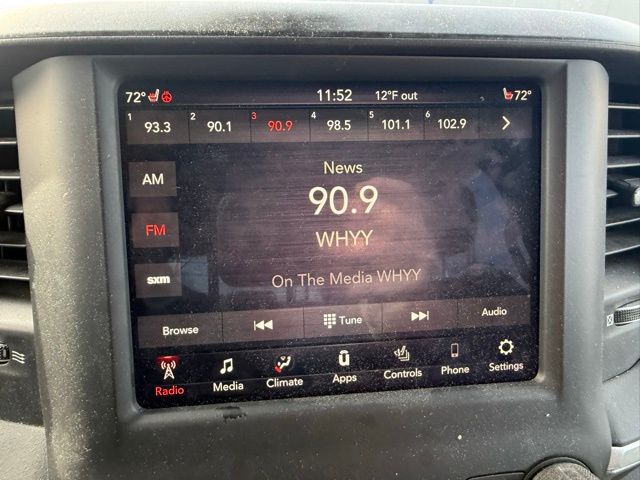 72° 11:52 12°F out 72°
1 93.3 2 90.1 3 90.9 4 98.5 5 101.1 6 102.9
AM
FM
sxm
News
90.9
WHYY
On The Media WHYY
Browse Tune Audio
Radio Media Climate Apps Controls Phone Settings